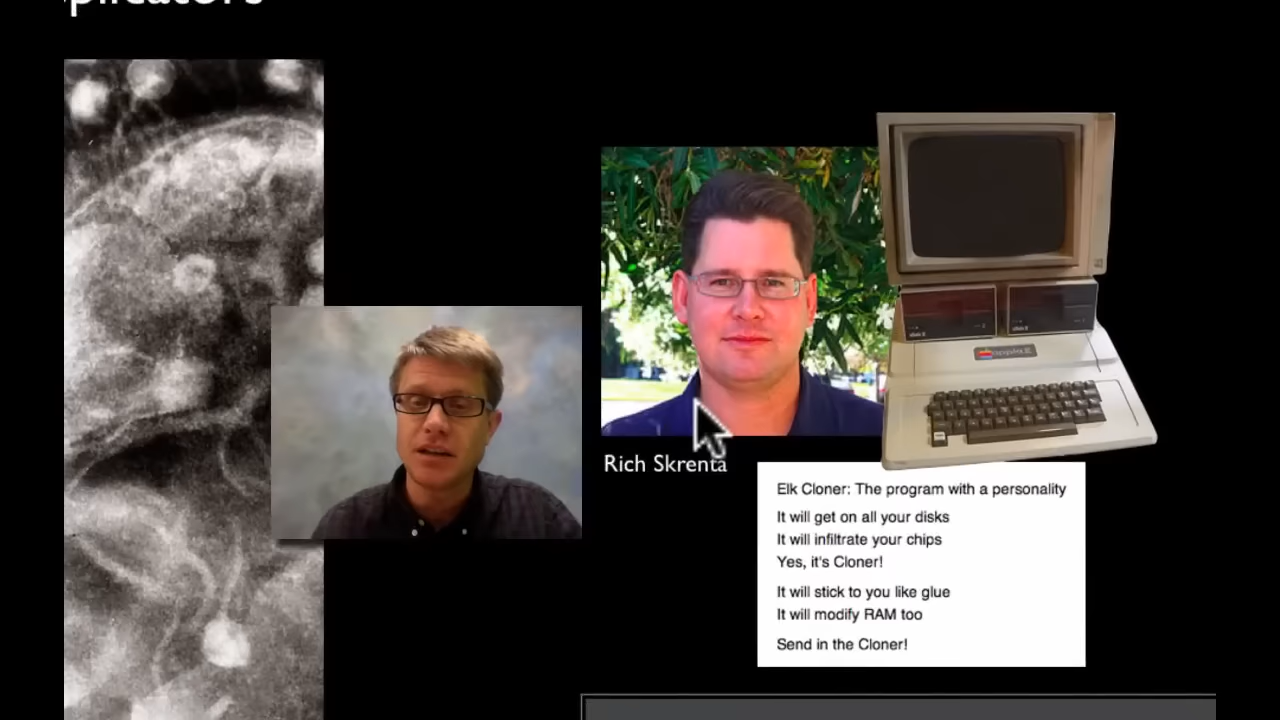 plicators
Rich Skrenta
Elk Cloner: The program with a personality
It will get on all your disks
It will infiltrate your chips
Yes, it's Cloner!
It will stick to you like glue
It will modify RAM too
Send in the Cloner!